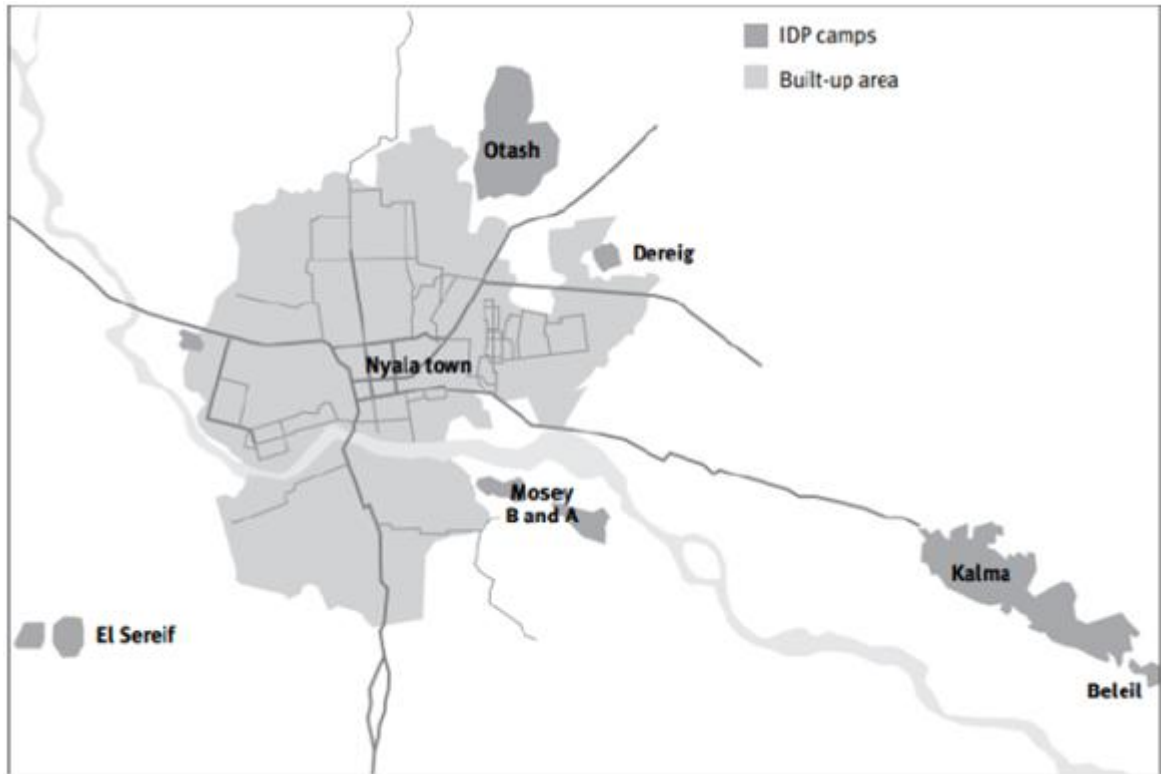 IDP camps
Built-up area
Otash
Dereig
Nyala town
Mosey
B and A
Kalma
El Sereif
Beleil